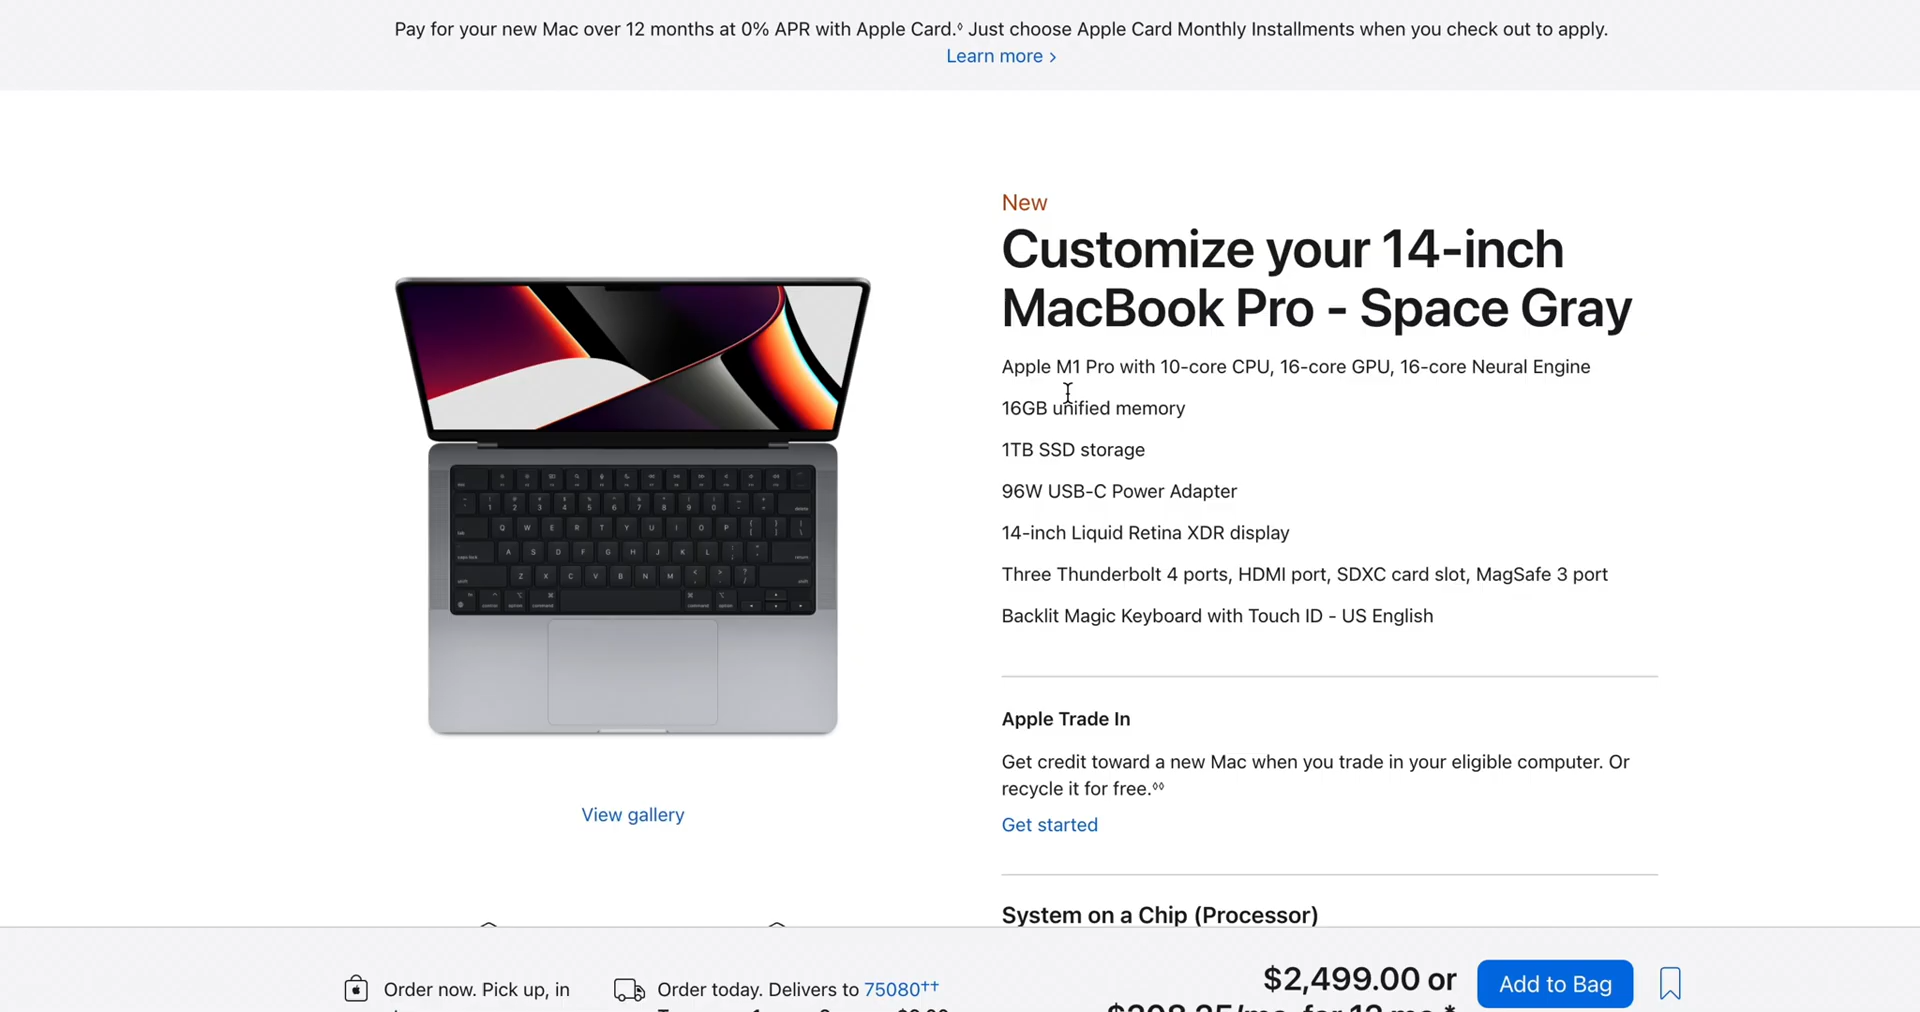 Pay for your new Mac over 12 months at 0% APR with Apple Card.◊ Just choose Apple Card Monthly Installments when you check out to apply.
Learn more >
New
Customize your 14-inch
MacBook Pro - Space Gray
Apple M1 Pro with 10-core CPU, 16-core GPU, 16-core Neural Engine
16GB unified memory
1TB SSD storage
96W USB-C Power Adapter
14-inch Liquid Retina XDR display
Three Thunderbolt 4 ports, HDMI port, SDXC card slot, MagSafe 3 port
Backlit Magic Keyboard with Touch ID - US English
View gallery
Apple Trade In
Get credit toward a new Mac when you trade in your eligible computer. Or
recycle it for free.◊◊
Get started
System on a Chip (Processor)
Order now. Pick up, in
Order today. Delivers to 75080††
$2,499.00 or
Add to Bag